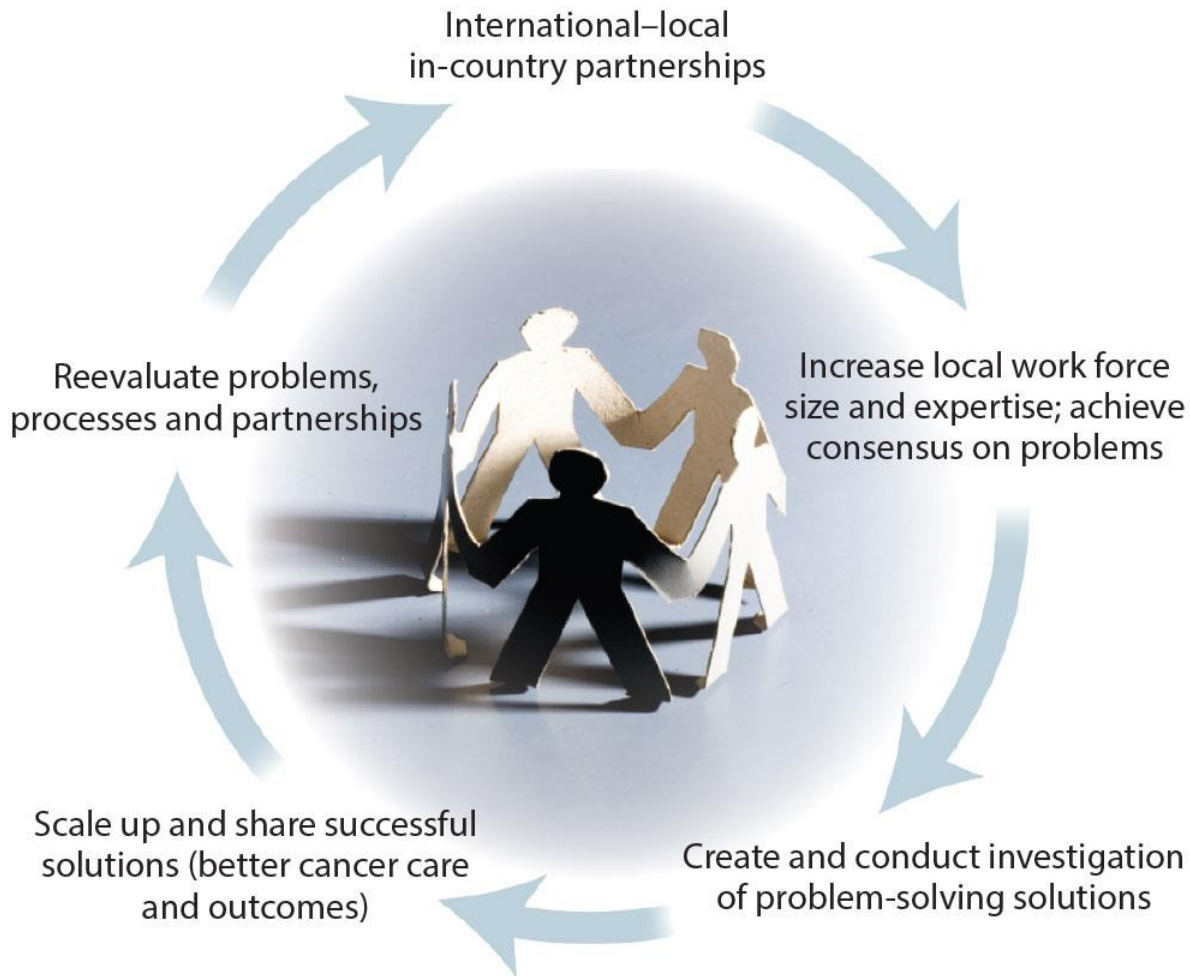 International–local
in-country partnerships
Increase local work force
size and expertise; achieve
consensus on problems
Create and conduct investigation
of problem-solving solutions
Scale up and share successful
solutions (better cancer care
and outcomes)
Reevaluate problems,
processes and partnerships